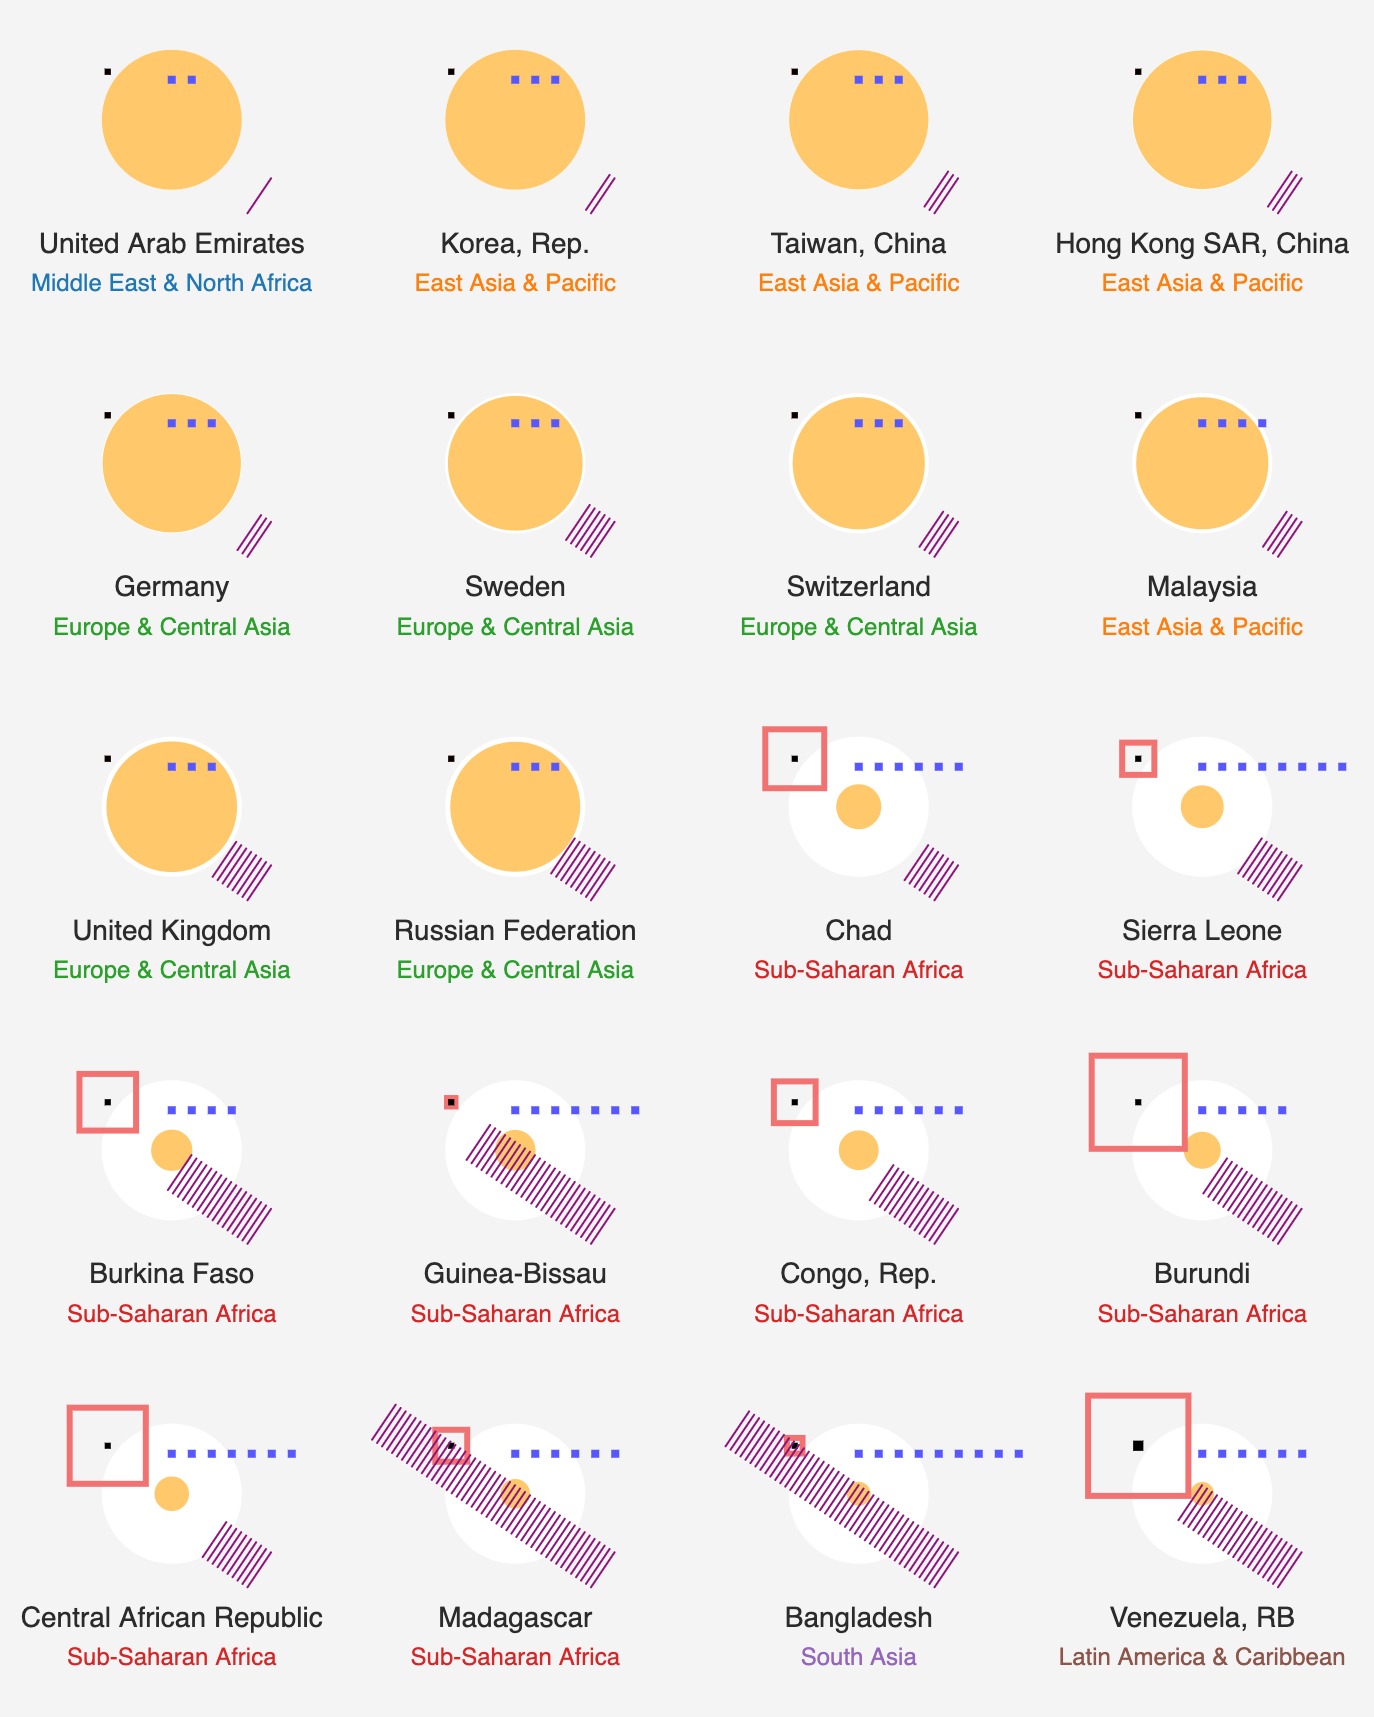 United Arab Emirates
Middle East & North Africa
Korea, Rep.
East Asia & Pacific
Taiwan, China
East Asia & Pacific
Hong Kong SAR, China
East Asia & Pacific
Germany
Europe & Central Asia
Sweden
Europe & Central Asia
Switzerland
Europe & Central Asia
Malaysia
East Asia & Pacific
United Kingdom
Europe & Central Asia
Russian Federation
Europe & Central Asia
Chad
Sub-Saharan Africa
Sierra Leone
Sub-Saharan Africa
Burkina Faso
Sub-Saharan Africa
Guinea-Bissau
Sub-Saharan Africa
Congo, Rep.
Sub-Saharan Africa
Burundi
Sub-Saharan Africa
Central African Republic
Sub-Saharan Africa
Madagascar
Sub-Saharan Africa
Bangladesh
South Asia
Venezuela, RB
Latin America & Caribbean